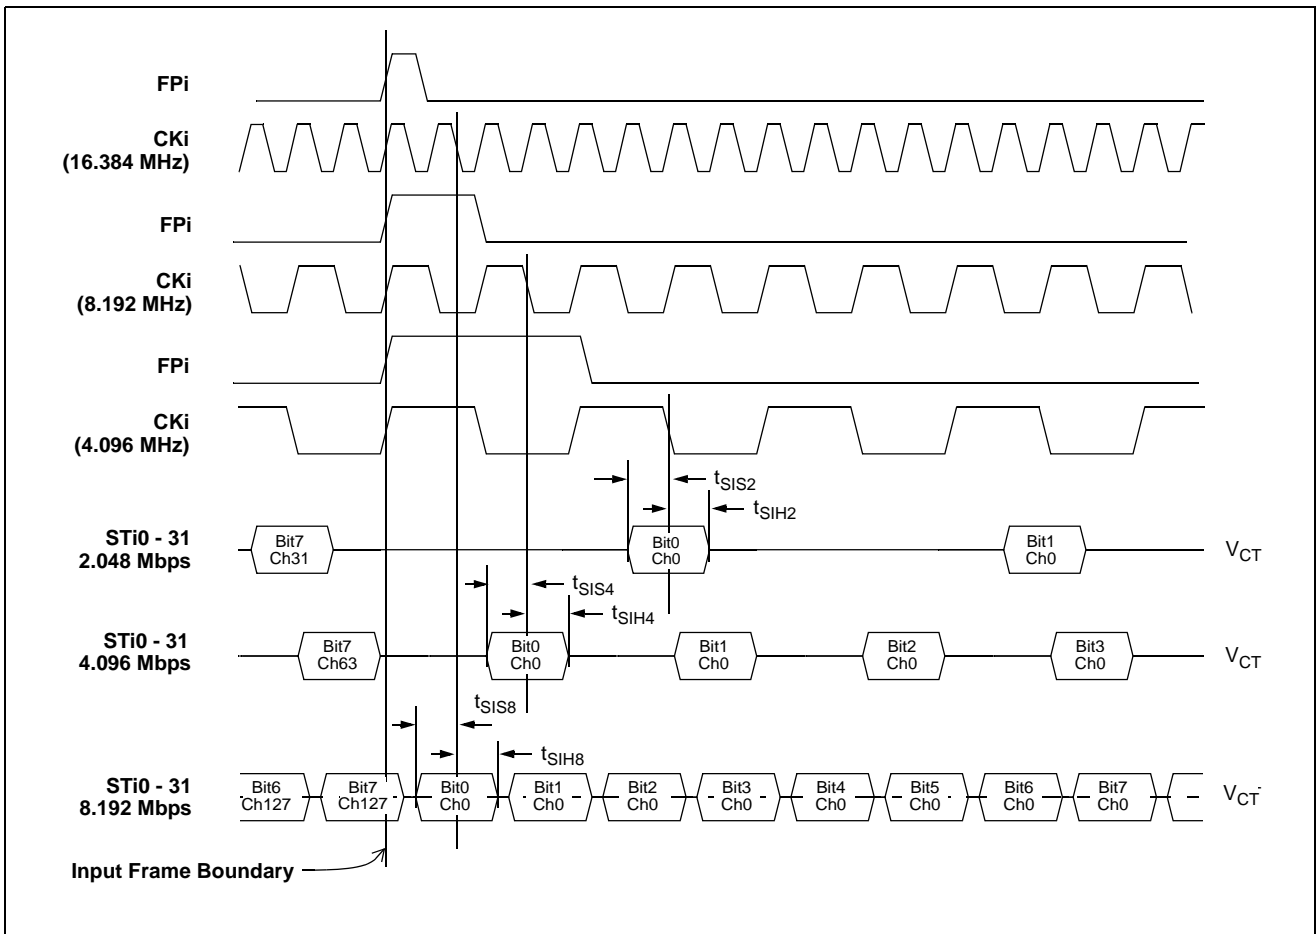 FPi
CKi
(16.384 MHz)
FPi
CKi
(8.192 MHz)
FPi
CKi
(4.096 MHz)
tSIS2
tSIH2
STi0 - 31
2.048 Mbps
Bit7
Ch31
Bit0
Ch0
Bit1
Ch0
VCT
tSIS4
tSIH4
STi0 - 31
4.096 Mbps
Bit7
Ch63
Bit0
Ch0
Bit1
Ch0
Bit2
Ch0
Bit3
Ch0
VCT
tSIS8
tSIH8
STi0 - 31
8.192 Mbps
Bit6
Ch127
Bit7
Ch127
Bit0
Ch0
Bit1
Ch0
Bit2
Ch0
Bit3
Ch0
Bit4
Ch0
Bit5
Ch0
Bit6
Ch0
Bit7
Ch0
VCT
Input Frame Boundary